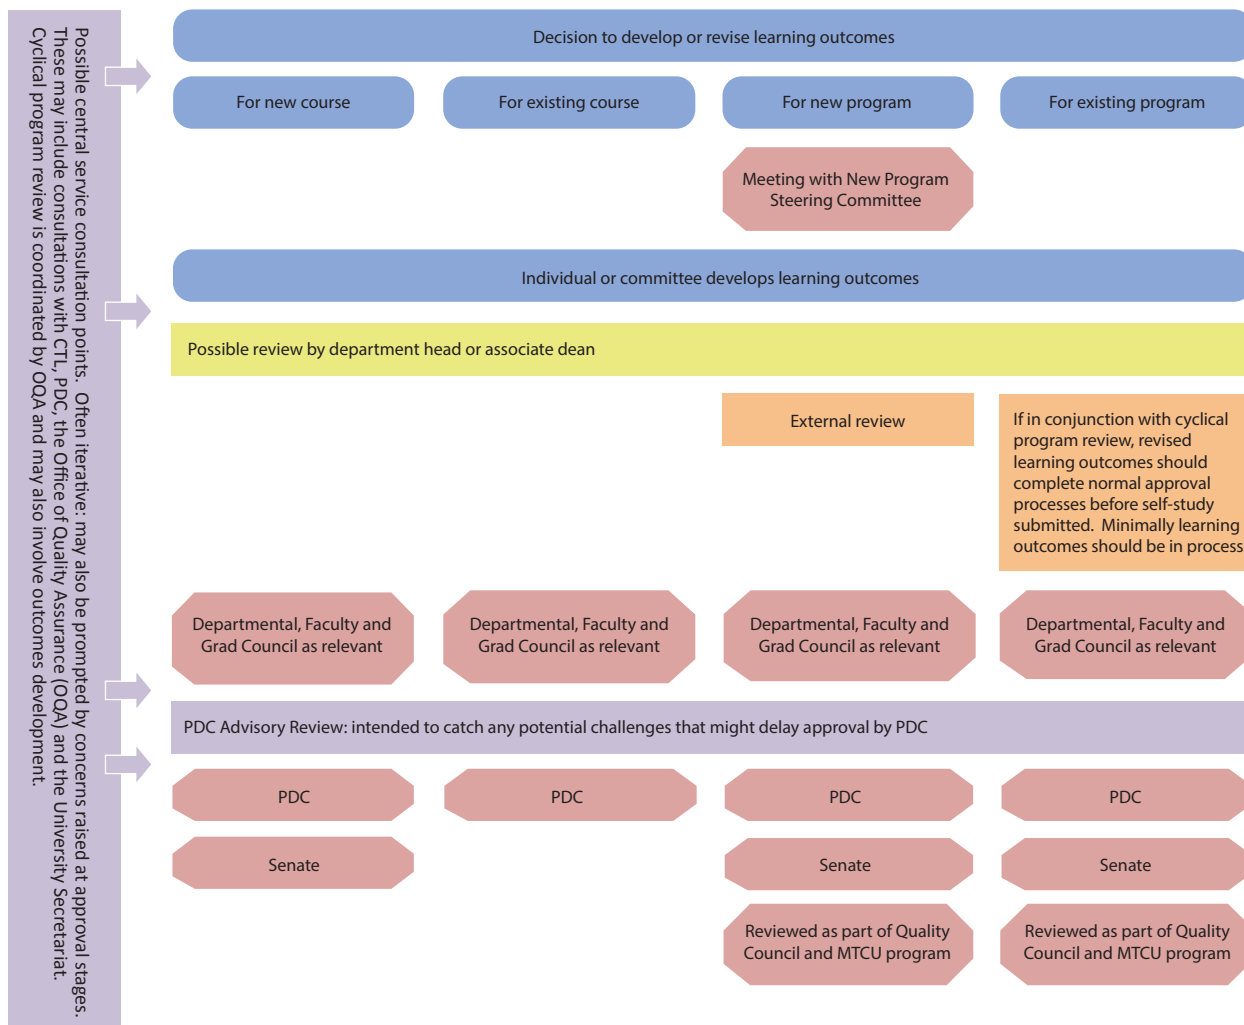 Possible central service consultation points.  Often iterative: may also be prompted by concerns raised at approval stages.
These may include consultations with CTL, PDC, the Office of Quality Assurance (OQA) and the University Secretariat.
Cyclical program review is coordinated by OQA and may also involve outcomes development.
Decision to develop or revise learning outcomes
For new course
For existing course
For new program
For existing program
Meeting with New Program
Steering Committee
Individual or committee develops learning outcomes
Possible review by department head or associate dean
External review
If in conjunction with cyclical
program review, revised
learning outcomes should
complete normal approval
processes before self-study
submitted.  Minimally learning
outcomes should be in process
Departmental, Faculty and
Grad Council as relevant
Departmental, Faculty and
Grad Council as relevant
Departmental, Faculty and
Grad Council as relevant
Departmental, Faculty and
Grad Council as relevant
PDC Advisory Review: intended to catch any potential challenges that might delay approval by PDC
PDC
PDC
PDC
PDC
Senate
Senate
Senate
Reviewed as part of Quality
Council and MTCU program
Reviewed as part of Quality
Council and MTCU program